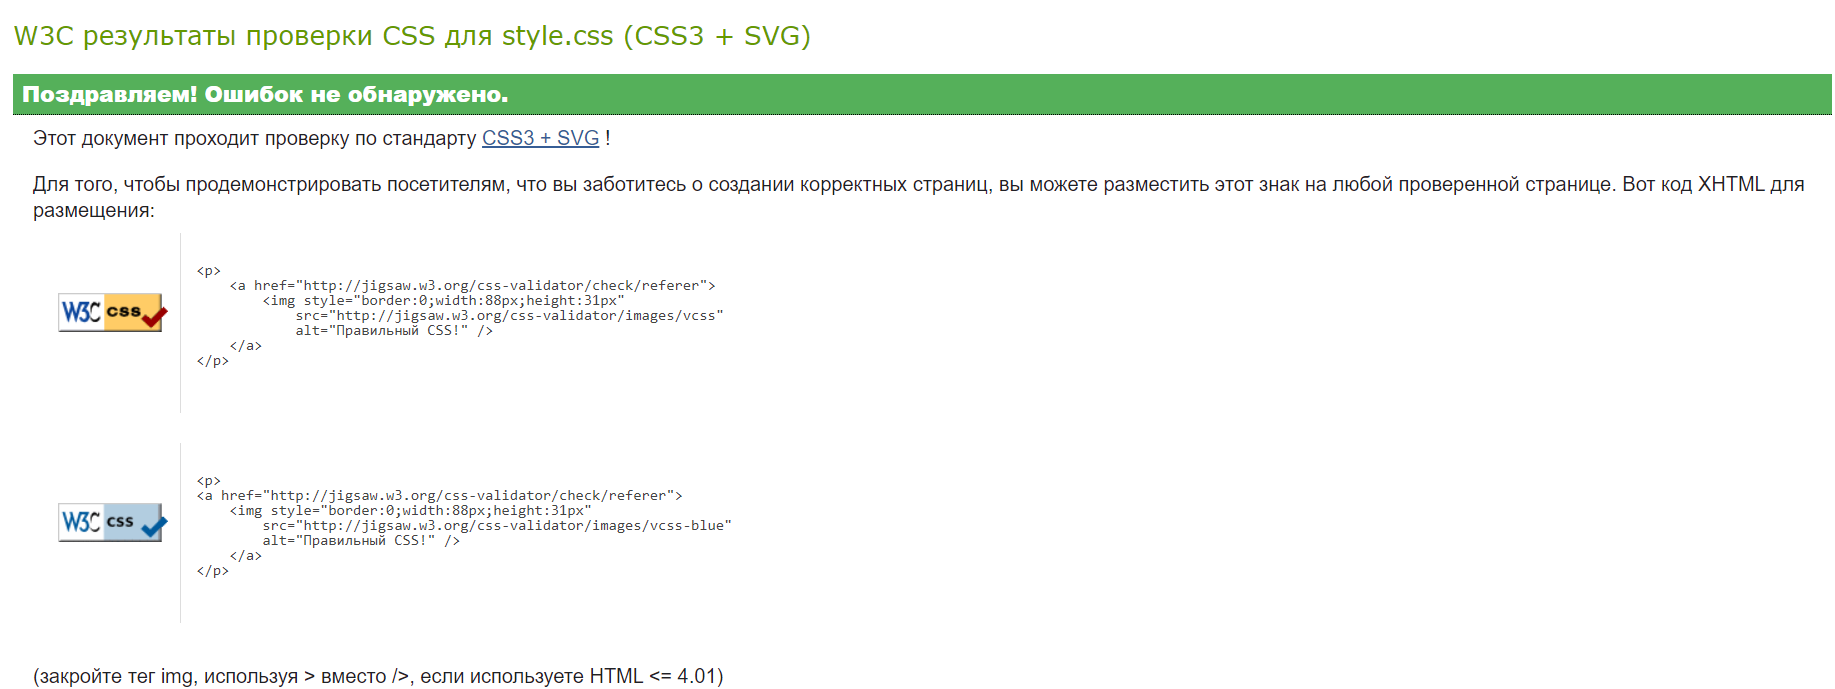 W3C результаты проверки CSS для style.css (CSS3 + SVG)
Поздравляем! Ошибок не обнаружено.
Этот документ проходит проверку по стандарту CSS3 + SVG !
Для того, чтобы продемонстрировать посетителям, что вы заботитесь о создании корректных страниц, вы можете разместить этот знак на любой проверенной странице. Вот код XHTML для
размещения:
<p>
<a href="http://jigsaw.w3.org/css-validator/check/referer">
<img style="border:0;width:88px;height:31px"
W3C css
src="http://jigsaw.w3.org/css-validator/images/vcss"
alt="Правильный CSS!" />
</a>
</p>
<p>
<a href="http://jigsaw.w3.org/css-validator/check/referer">
<img style="border:0;width:88px;height:31px"
W3C css
src="http://jigsaw.w3.org/css-validator/images/vcss-blue"
alt="Правильный CSS!" />
</a>
</p>
(закройте тег img, используя > вместо />, если используете HTML <= 4.01)